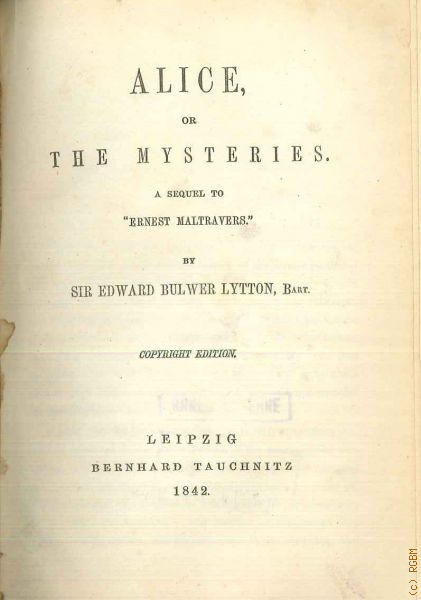 ALICE,
OR
THE MYSTERIES.
A SEQUEL TO
"ERNEST MALTRAVERS."
BY
SIR EDWARD BULWER LYTTON, BART.
COPYRIGHT EDITION.
LEIPZIG
BERNHARD TAUCHNITZ
1842.
(c) RGBM